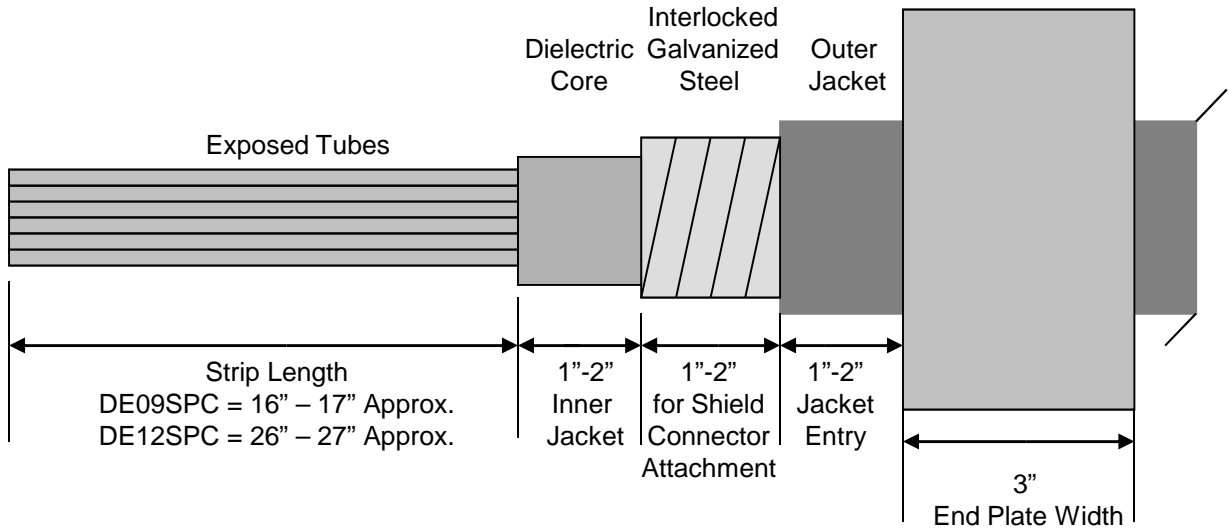 Interlocked
Dielectric Galvanized Outer
Core Steel Jacket
Exposed Tubes
Strip Length
DE09SPC = 16” – 17” Approx.
DE12SPC = 26” – 27” Approx.
1”-2”
Inner
Jacket
1”-2”
for Shield
Connector
Attachment
1”-2”
Jacket
Entry
3”
End Plate Width